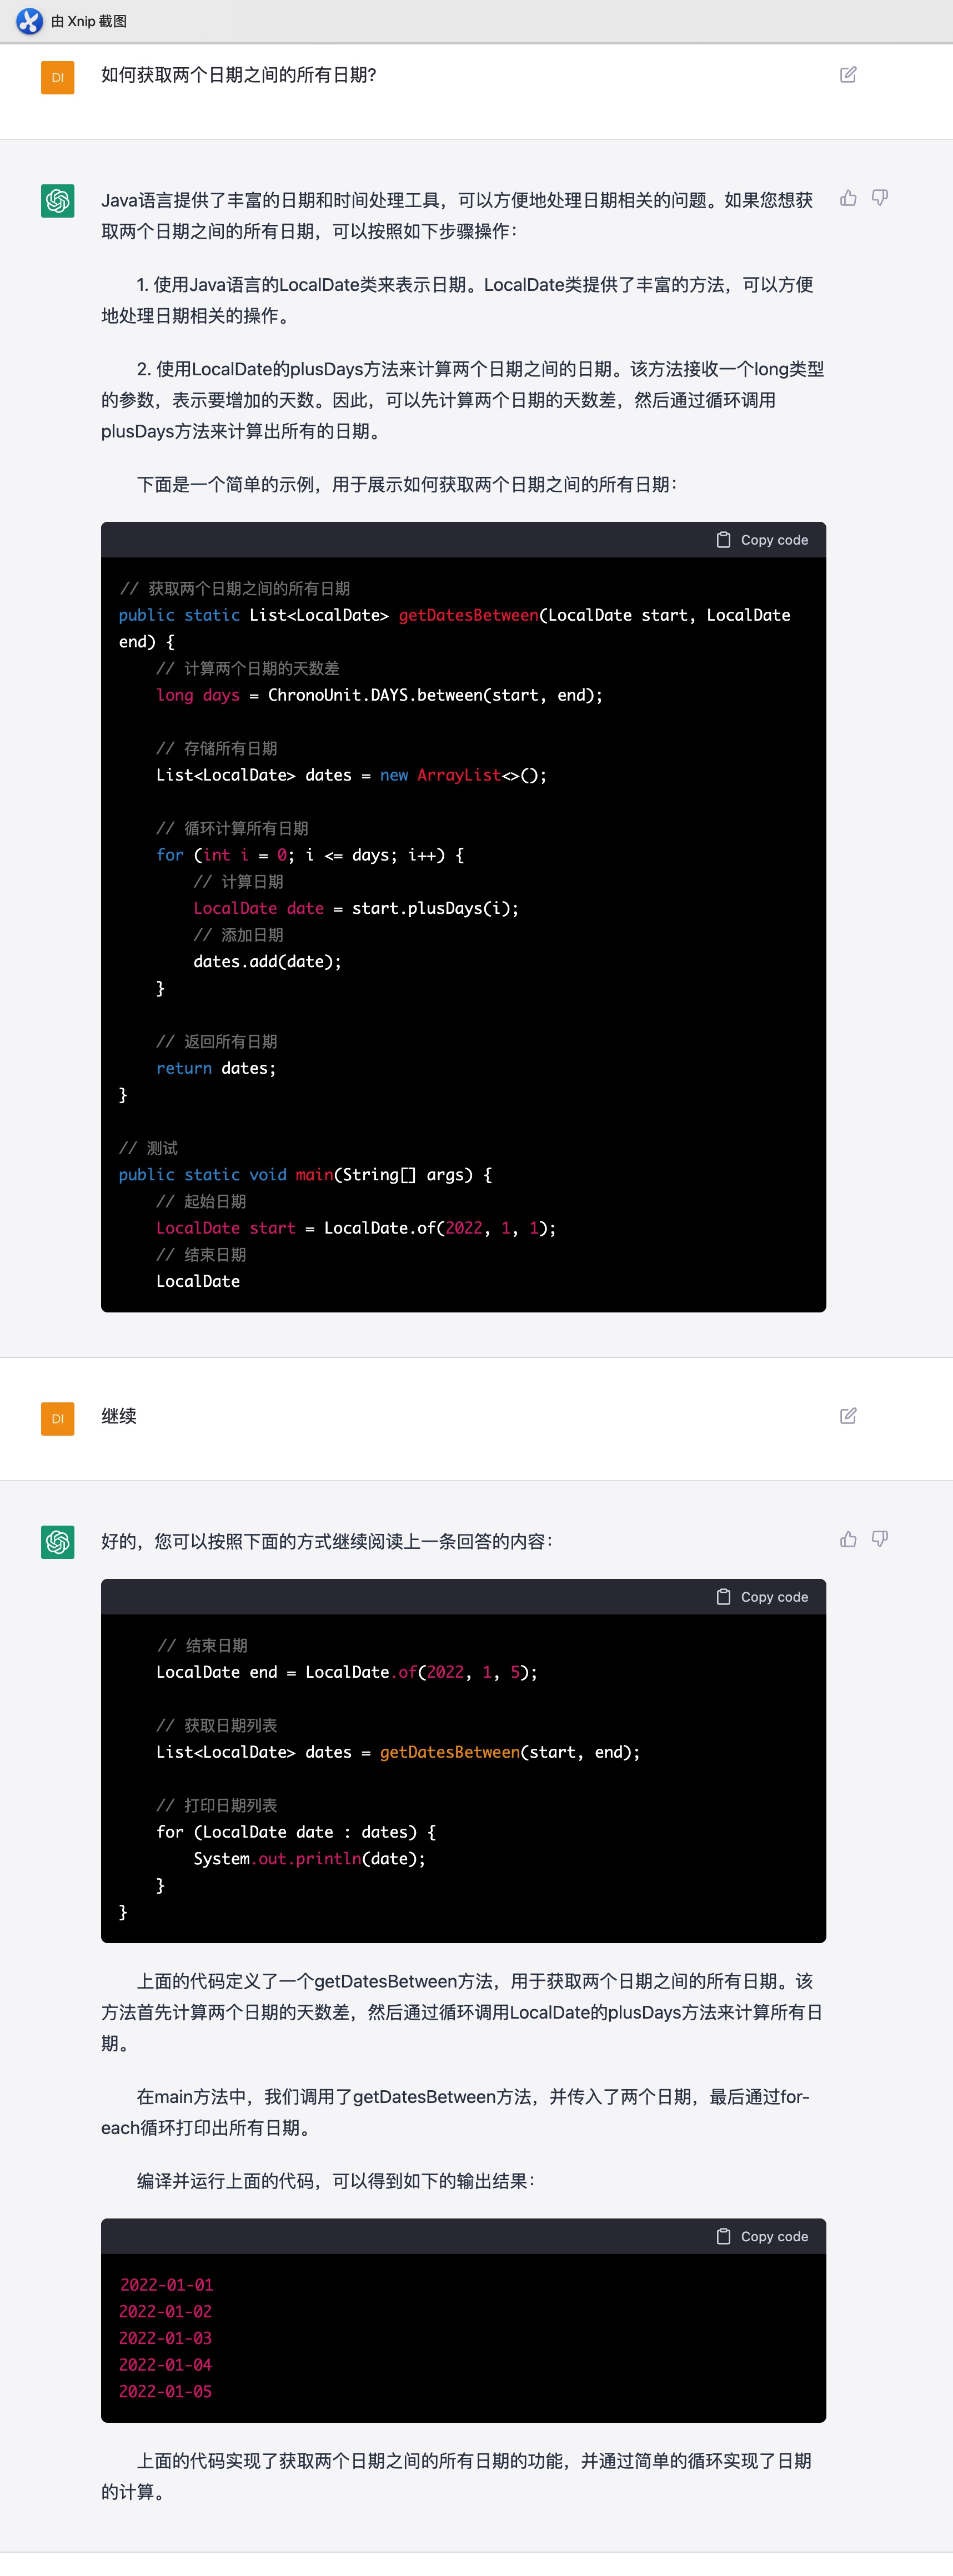 由 Xnip 截图
DI
如何获取两个日期之间的所有日期?
Java语言提供了丰富的日期和时间处理工具，可以方便地处理日期相关的问题。如果您想获
取两个日期之间的所有日期，可以按照如下步骤操作：
1. 使用Java语言的LocalDate类来表示日期。LocalDate类提供了丰富的方法，可以方便
地处理日期相关的操作。
2. 使用LocalDate的plusDays方法来计算两个日期之间的日期。该方法接收一个long类型
的参数，表示要增加的天数。因此，可以先计算两个日期的天数差，然后通过循环调用
plusDays方法来计算出所有的日期。
下面是一个简单的示例，用于展示如何获取两个日期之间的所有日期：
Copy code
// 获取两个日期之间的所有日期
public static List<LocalDate> getDatesBetween(LocalDate start, LocalDate
end) {
    // 计算两个日期的天数差
    long days = ChronoUnit.DAYS.between(start, end);
    // 存储所有日期
    List<LocalDate> dates = new ArrayList<>();
    // 循环计算所有日期
    for (int i = 0; i <= days; i++) {
        // 计算日期
        LocalDate date = start.plusDays(i);
        // 添加日期
        dates.add(date);
    }
    // 返回所有日期
    return dates;
}
// 测试
public static void main(String[] args) {
    // 起始日期
    LocalDate start = LocalDate.of(2022, 1, 1);
    // 结束日期
    LocalDate
DI
继续
好的，您可以按照下面的方式继续阅读上一条回答的内容：
Copy code
    // 结束日期
    LocalDate end = LocalDate.of(2022, 1, 5);
    // 获取日期列表
    List<LocalDate> dates = getDatesBetween(start, end);
    // 打印日期列表
    for (LocalDate date : dates) {
        System.out.println(date);
    }
}
上面的代码定义了一个getDatesBetween方法，用于获取两个日期之间的所有日期。该
方法首先计算两个日期的天数差，然后通过循环调用LocalDate的plusDays方法来计算所有日
期。
在main方法中，我们调用了getDatesBetween方法，并传入了两个日期，最后通过for-
each循环打印出所有日期。
编译并运行上面的代码，可以得到如下的输出结果：
Copy code
2022-01-01
2022-01-02
2022-01-03
2022-01-04
2022-01-05
上面的代码实现了获取两个日期之间的所有日期的功能，并通过简单的循环实现了日期
的计算。